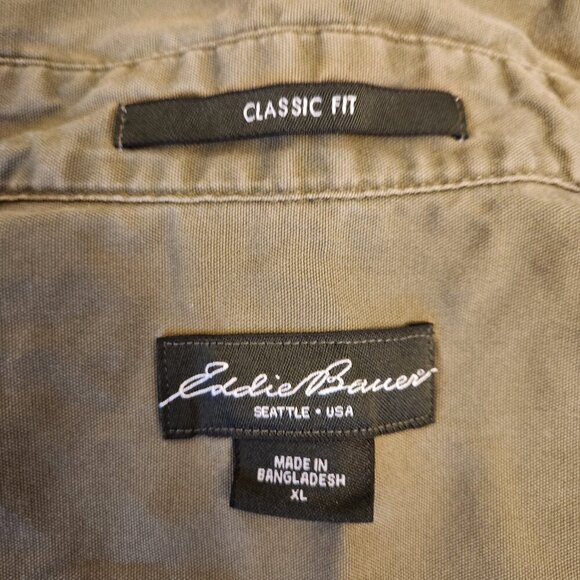 CLASSIC FIT
Eddie Bauer
SEATTLE • USA
MADE IN
BANGLADESH
XL